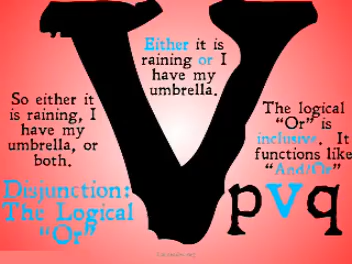 V
Either it is
raining or I
have my
umbrella.
So either it
is raining, I
have my
umbrella, or
both.
The logical
"Or" is
inclusive. It
functions like
"And/Or"
Disjunction:
The Logical
"Or"
pvq